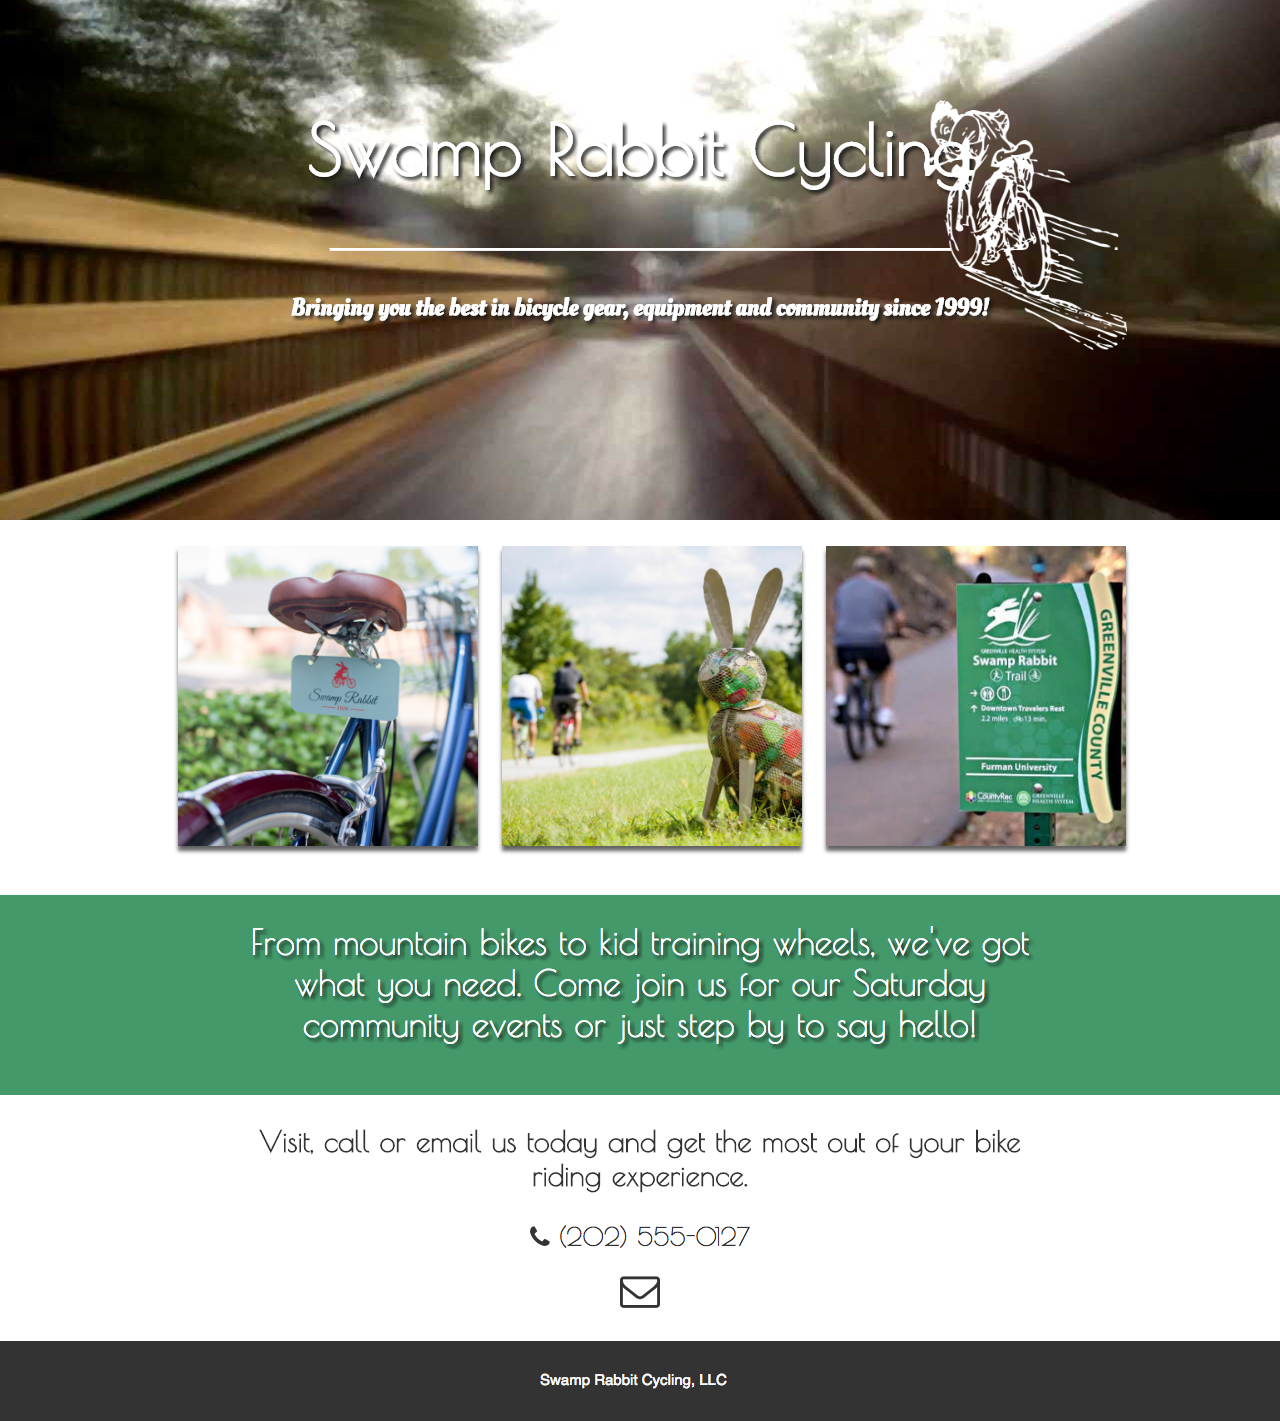 Swamp Rabbit Cycling
Bringing you the best in bicycle gear, equipment and community since 1999!
Swamp Rabbit
INN
GREENVILLE HEALTH SYSTEM
Swamp Rabbit
Trail
Downtown Travelers Rest
2.2 miles 13 min.
Furman University
CountyRec
GREENVILLE
HEALTH SYSTEM
GREENVILLE COUNTY
From mountain bikes to kid training wheels, we've got
what you need. Come join us for our Saturday
community events or just step by to say hello!
Visit, call or email us today and get the most out of your bike
riding experience.
(202) 555-0127
Swamp Rabbit Cycling, LLC